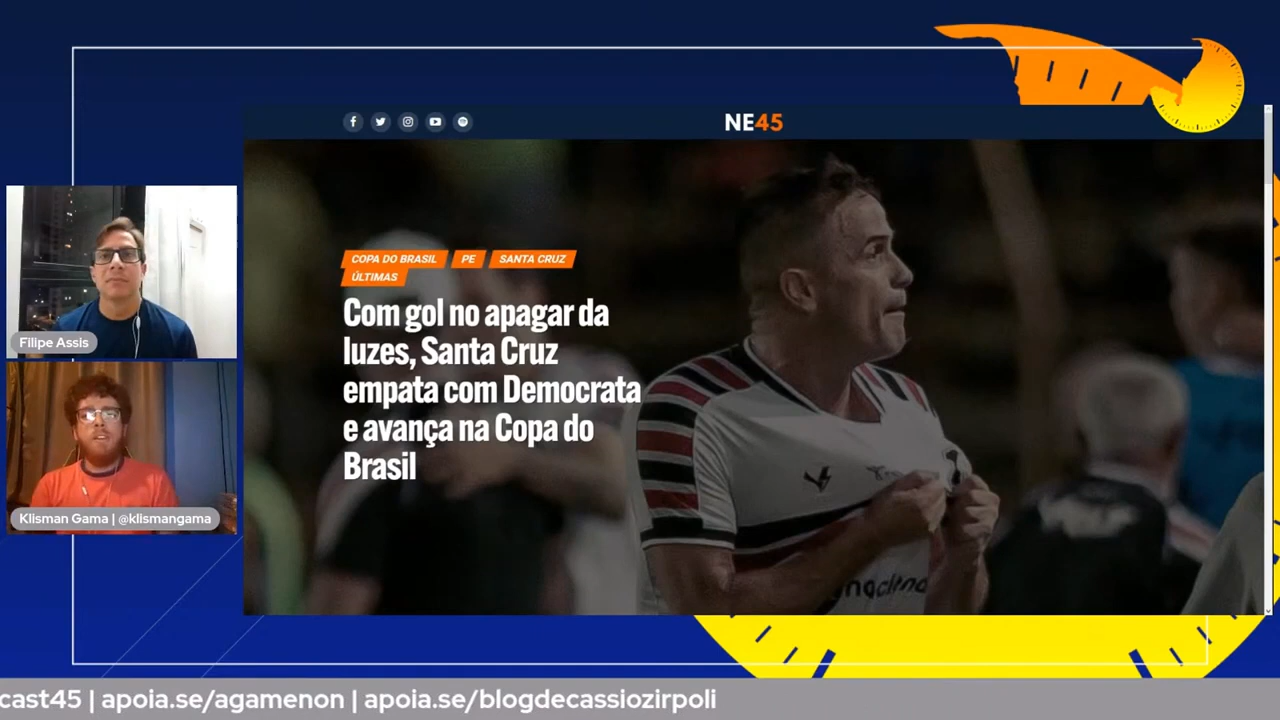 NE45
COPA DO BRASIL
PE
SANTA CRUZ
ÚLTIMAS
Com gol no apagar da
luzes, Santa Cruz
empata com Democrata
e avança na Copa do
Brasil
Filipe Assis
Klisman Gama | @klismangama
cast45 | apoia.se/agamenon | apoia.se/blogdecassiozirpoli